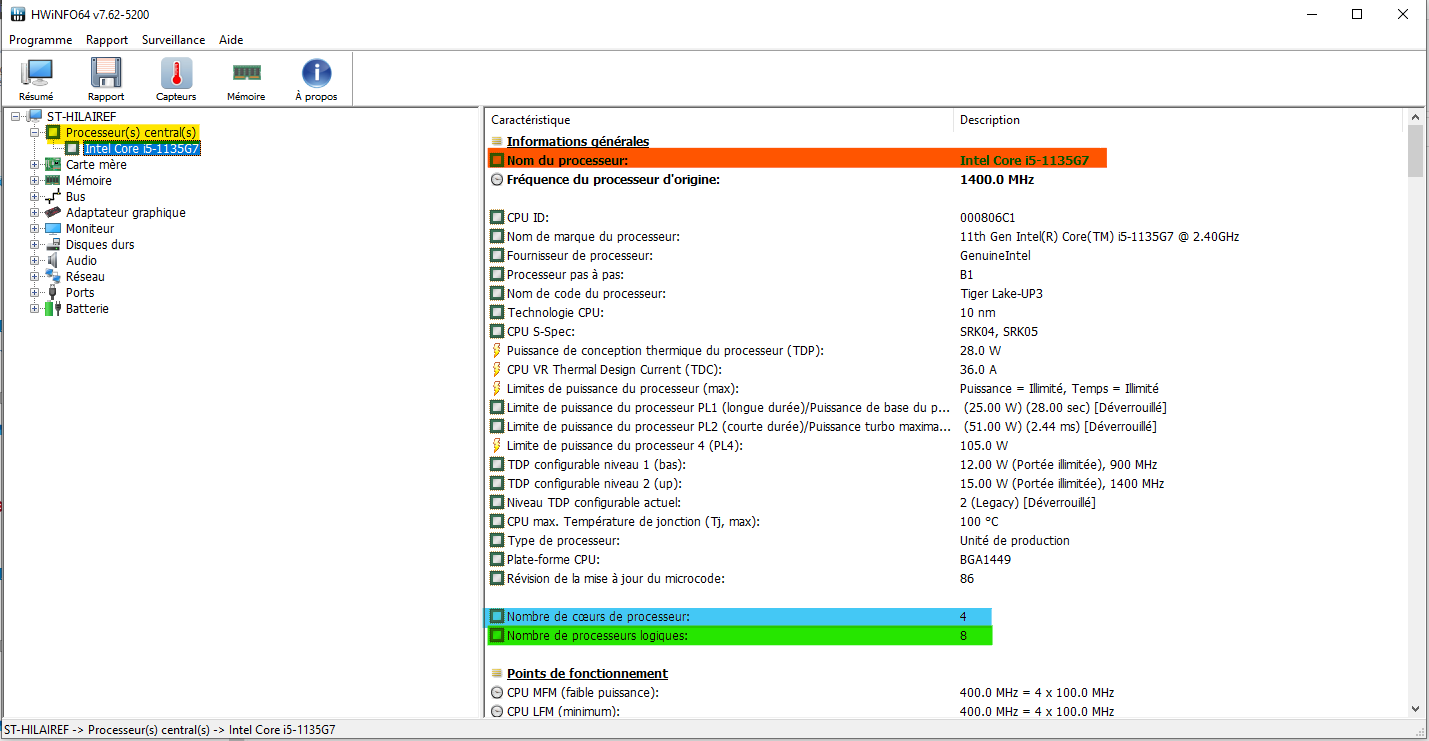 HWiNFO64 v7.62-5200
Programme Rapport Surveillance Aide
Résumé Rapport Capteurs Mémoire À propos
ST-HILAIREF
Processeur(s) central(s)
Intel Core i5-1135G7
Carte mère
Mémoire
Bus
Adaptateur graphique
Moniteur
Disques durs
Audio
Réseau
Ports
Batterie
Caractéristique Description
Informations générales
Nom du processeur: Intel Core i5-1135G7
Fréquence du processeur d'origine: 1400.0 MHz
CPU ID: 000806C1
Nom de marque du processeur: 11th Gen Intel(R) Core(TM) i5-1135G7 @ 2.40GHz
Fournisseur de processeur: GenuineIntel
Processeur pas à pas: B1
Nom de code du processeur: Tiger Lake-UP3
Technologie CPU: 10 nm
CPU S-Spec: SRK04, SRK05
Puissance de conception thermique du processeur (TDP): 28.0 W
CPU VR Thermal Design Current (TDC): 36.0 A
Limites de puissance du processeur (max): Puissance = Illimité, Temps = Illimité
Limite de puissance du processeur PL1 (longue durée)/Puissance de base du p... (25.00 W) (28.00 sec) [Déverrouillé]
Limite de puissance du processeur PL2 (courte durée)/Puissance turbo maxima... (51.00 W) (2.44 ms) [Déverrouillé]
Limite de puissance du processeur 4 (PL4): 105.0 W
TDP configurable niveau 1 (bas): 12.00 W (Portée illimitée), 900 MHz
TDP configurable niveau 2 (up): 15.00 W (Portée illimitée), 1400 MHz
Niveau TDP configurable actuel: 2 (Legacy) [Déverrouillé]
CPU max. Température de jonction (Tj, max): 100 °C
Type de processeur: Unité de production
Plate-forme CPU: BGA1449
Révision de la mise à jour du microcode: 86
Nombre de cœurs de processeur: 4
Nombre de processeurs logiques: 8
Points de fonctionnement
CPU MFM (faible puissance): 400.0 MHz = 4 x 100.0 MHz
CPU LFM (minimum): 400.0 MHz = 4 x 100.0 MHz
ST-HILAIREF -> Processeur(s) central(s) -> Intel Core i5-1135G7